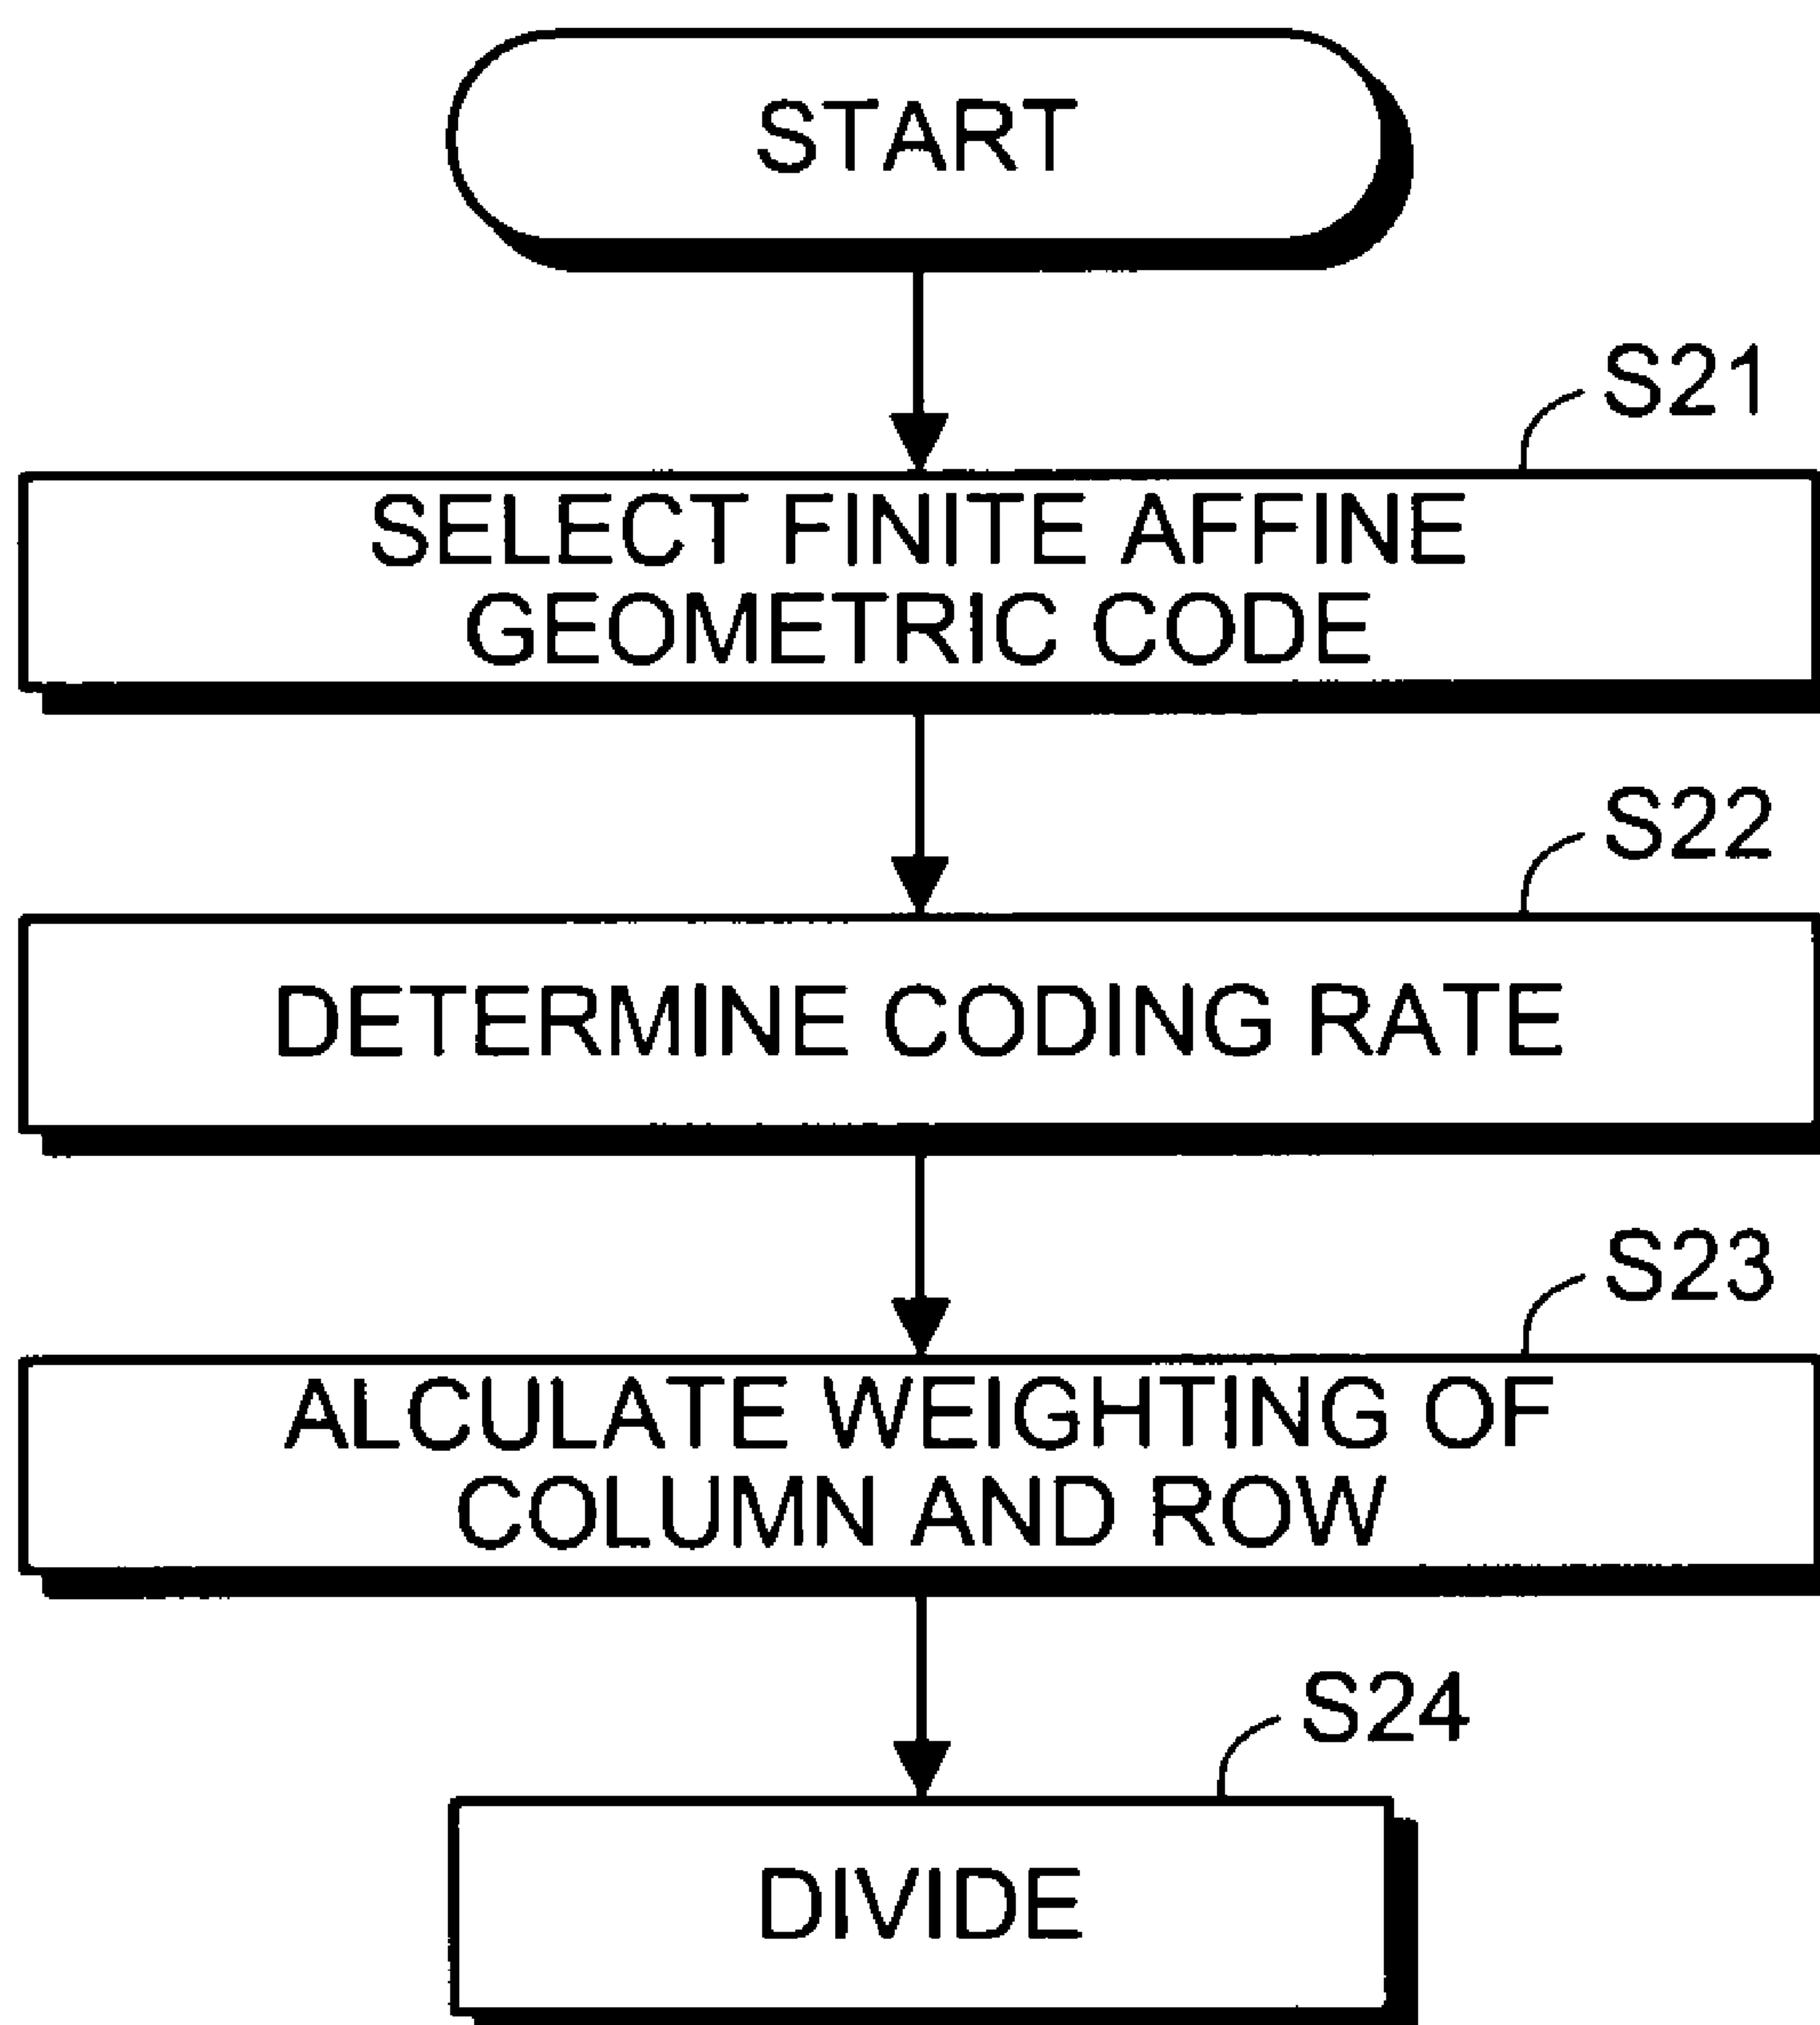 START
S21
SELECT FINITE AFFINE
GEOMETRIC CODE
S22
DETERMINE CODING RATE
S23
ALCULATE WEIGHTING OF
COLUMN AND ROW
S24
DIVIDE